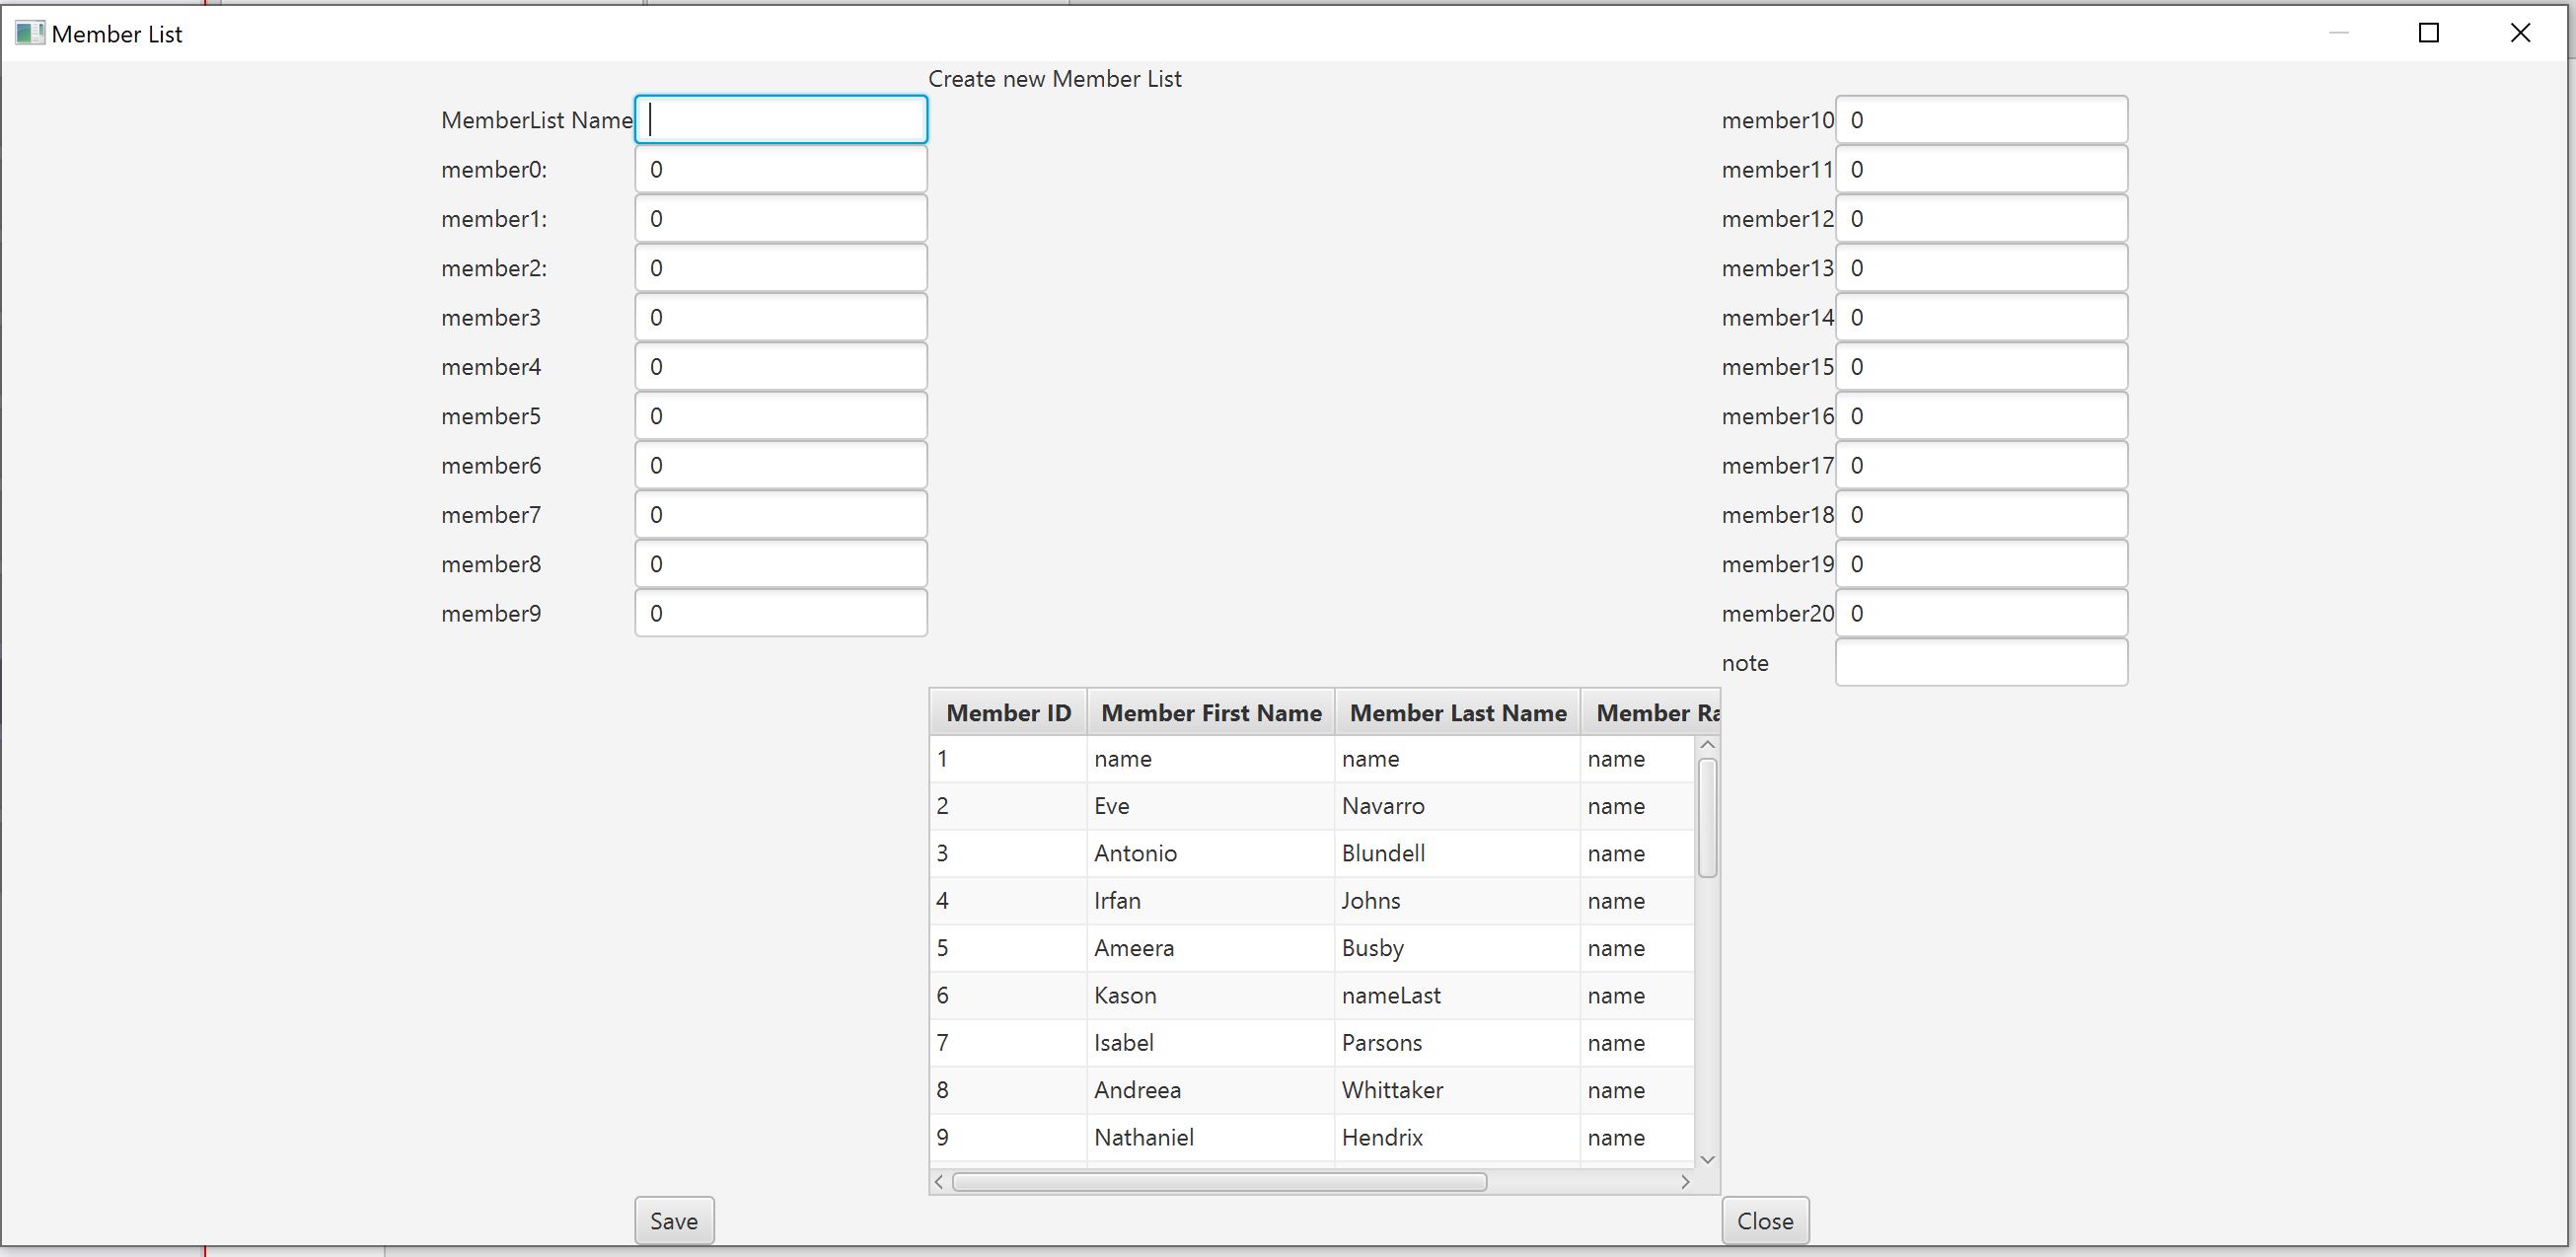 Member List
Create new Member List
MemberList Name
member0: 0
member1: 0
member2: 0
member3 0
member4 0
member5 0
member6 0
member7 0
member8 0
member9 0
member10 0
member11 0
member12 0
member13 0
member14 0
member15 0
member16 0
member17 0
member18 0
member19 0
member20 0
note
Member ID Member First Name Member Last Name Member Ra
1 name name name
2 Eve Navarro name
3 Antonio Blundell name
4 Irfan Johns name
5 Ameera Busby name
6 Kason nameLast name
7 Isabel Parsons name
8 Andreea Whittaker name
9 Nathaniel Hendrix name
Save Close